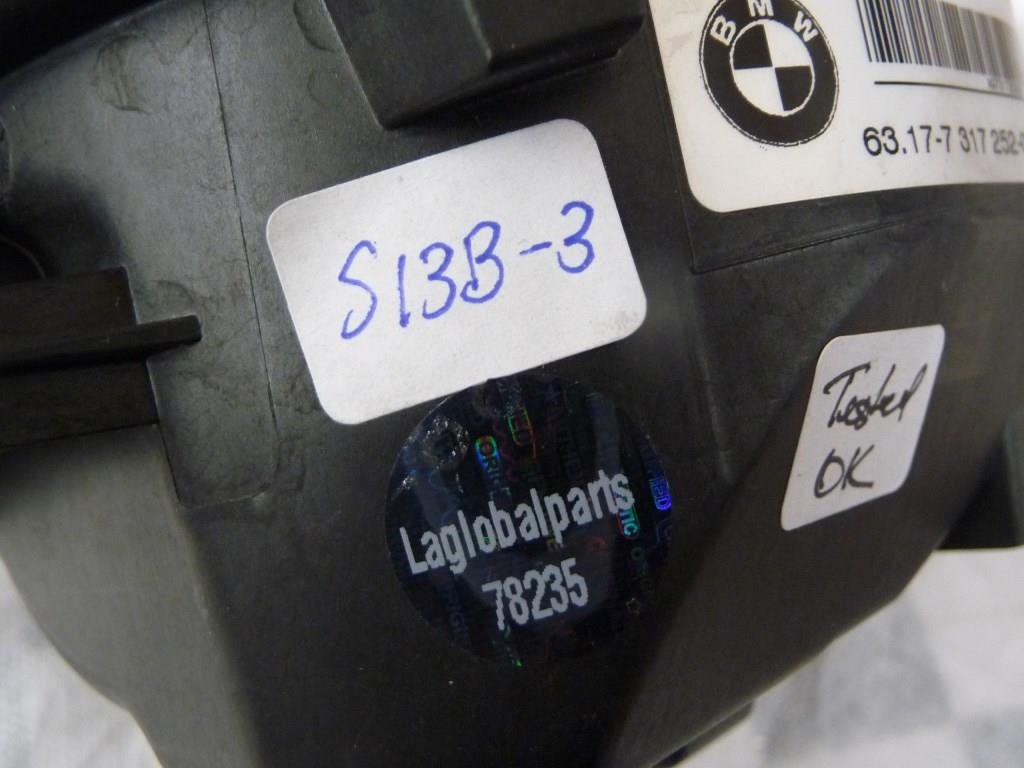 BMW
63.17-7 317 252-
S13B-3
Tested
OK
Laglobalparts
78235